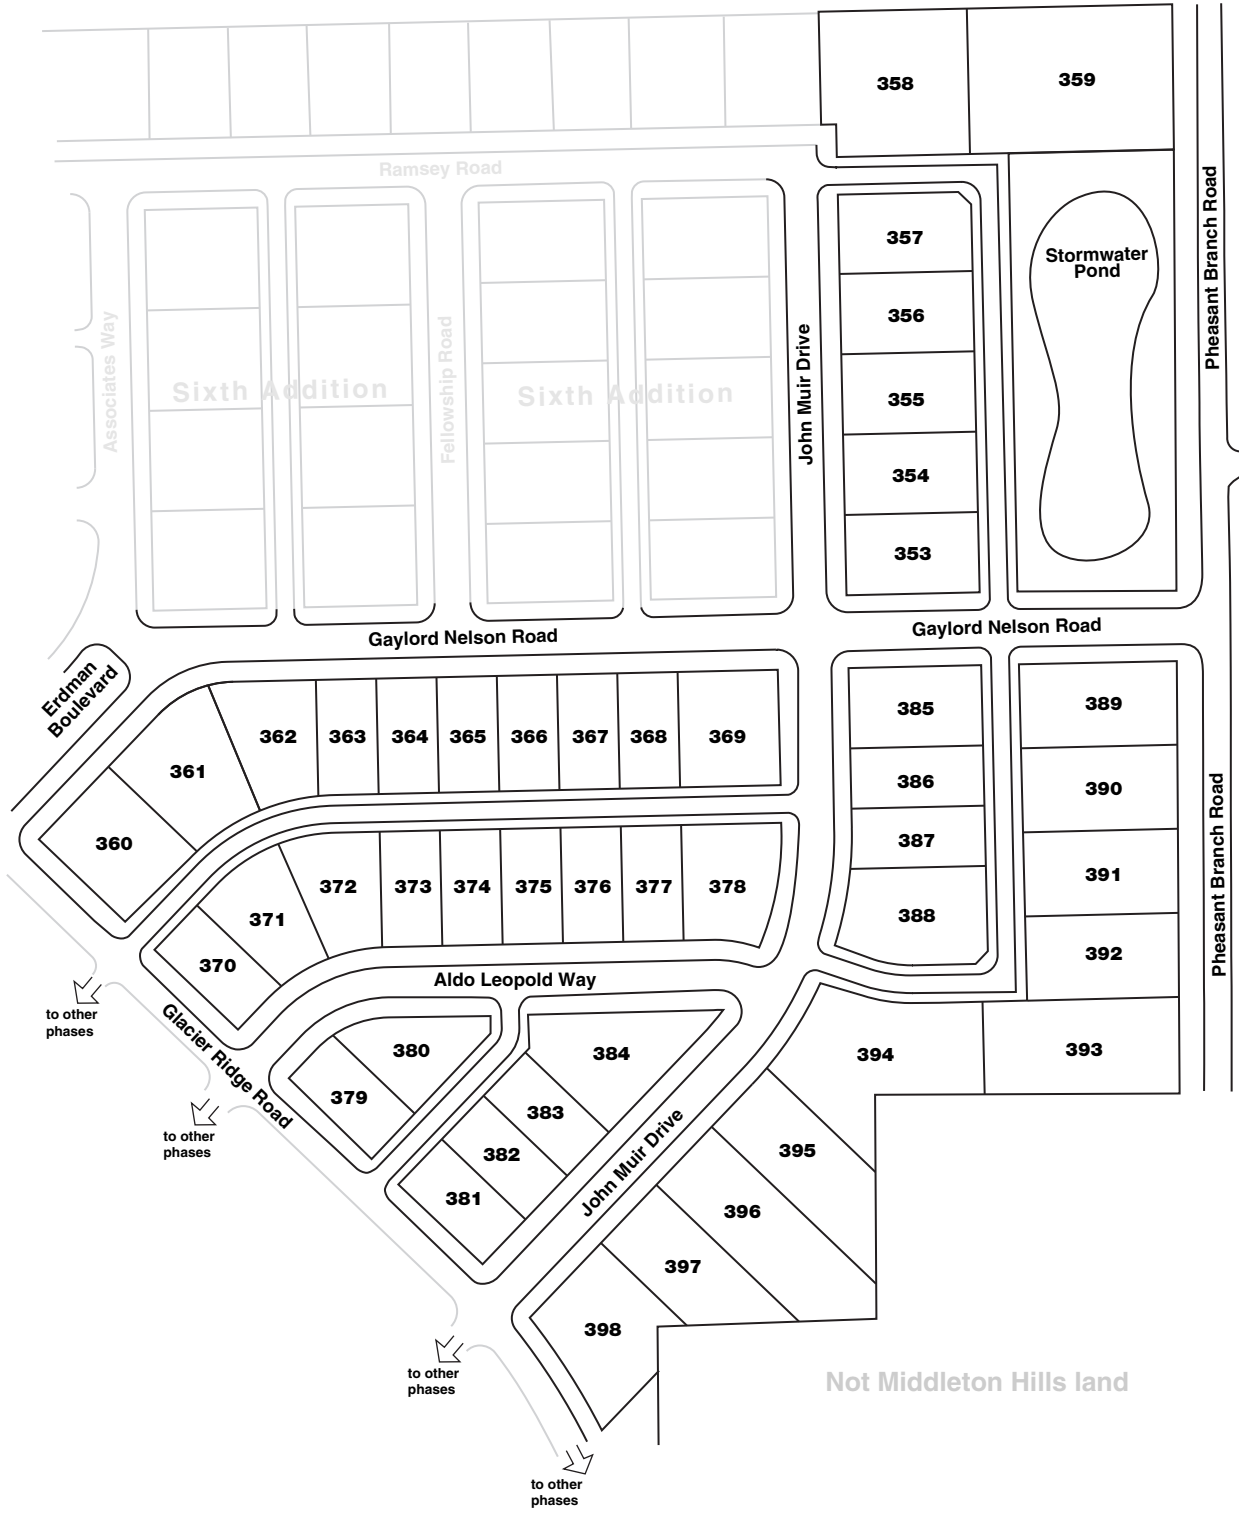 358
359
Ramsey Road
Pheasant Branch Road
357
Stormwater
Pond
356
John Muir Drive
Associates Way
Fellowship Road
Sixth Addition
Sixth Addition
355
354
353
Gaylord Nelson Road
Gaylord Nelson Road
Erdman
Boulevard
385
389
362
363
364
365
366
367
368
369
361
386
390
360
387
Pheasant Branch Road
391
372
373
374
375
376
377
378
371
388
370
392
Aldo Leopold Way
to other
phases
Glacier Ridge Road
380
384
394
393
379
383
to other
phases
382
John Muir Drive
395
381
396
397
398
to other
phases
Not Middleton Hills land
to other
phases